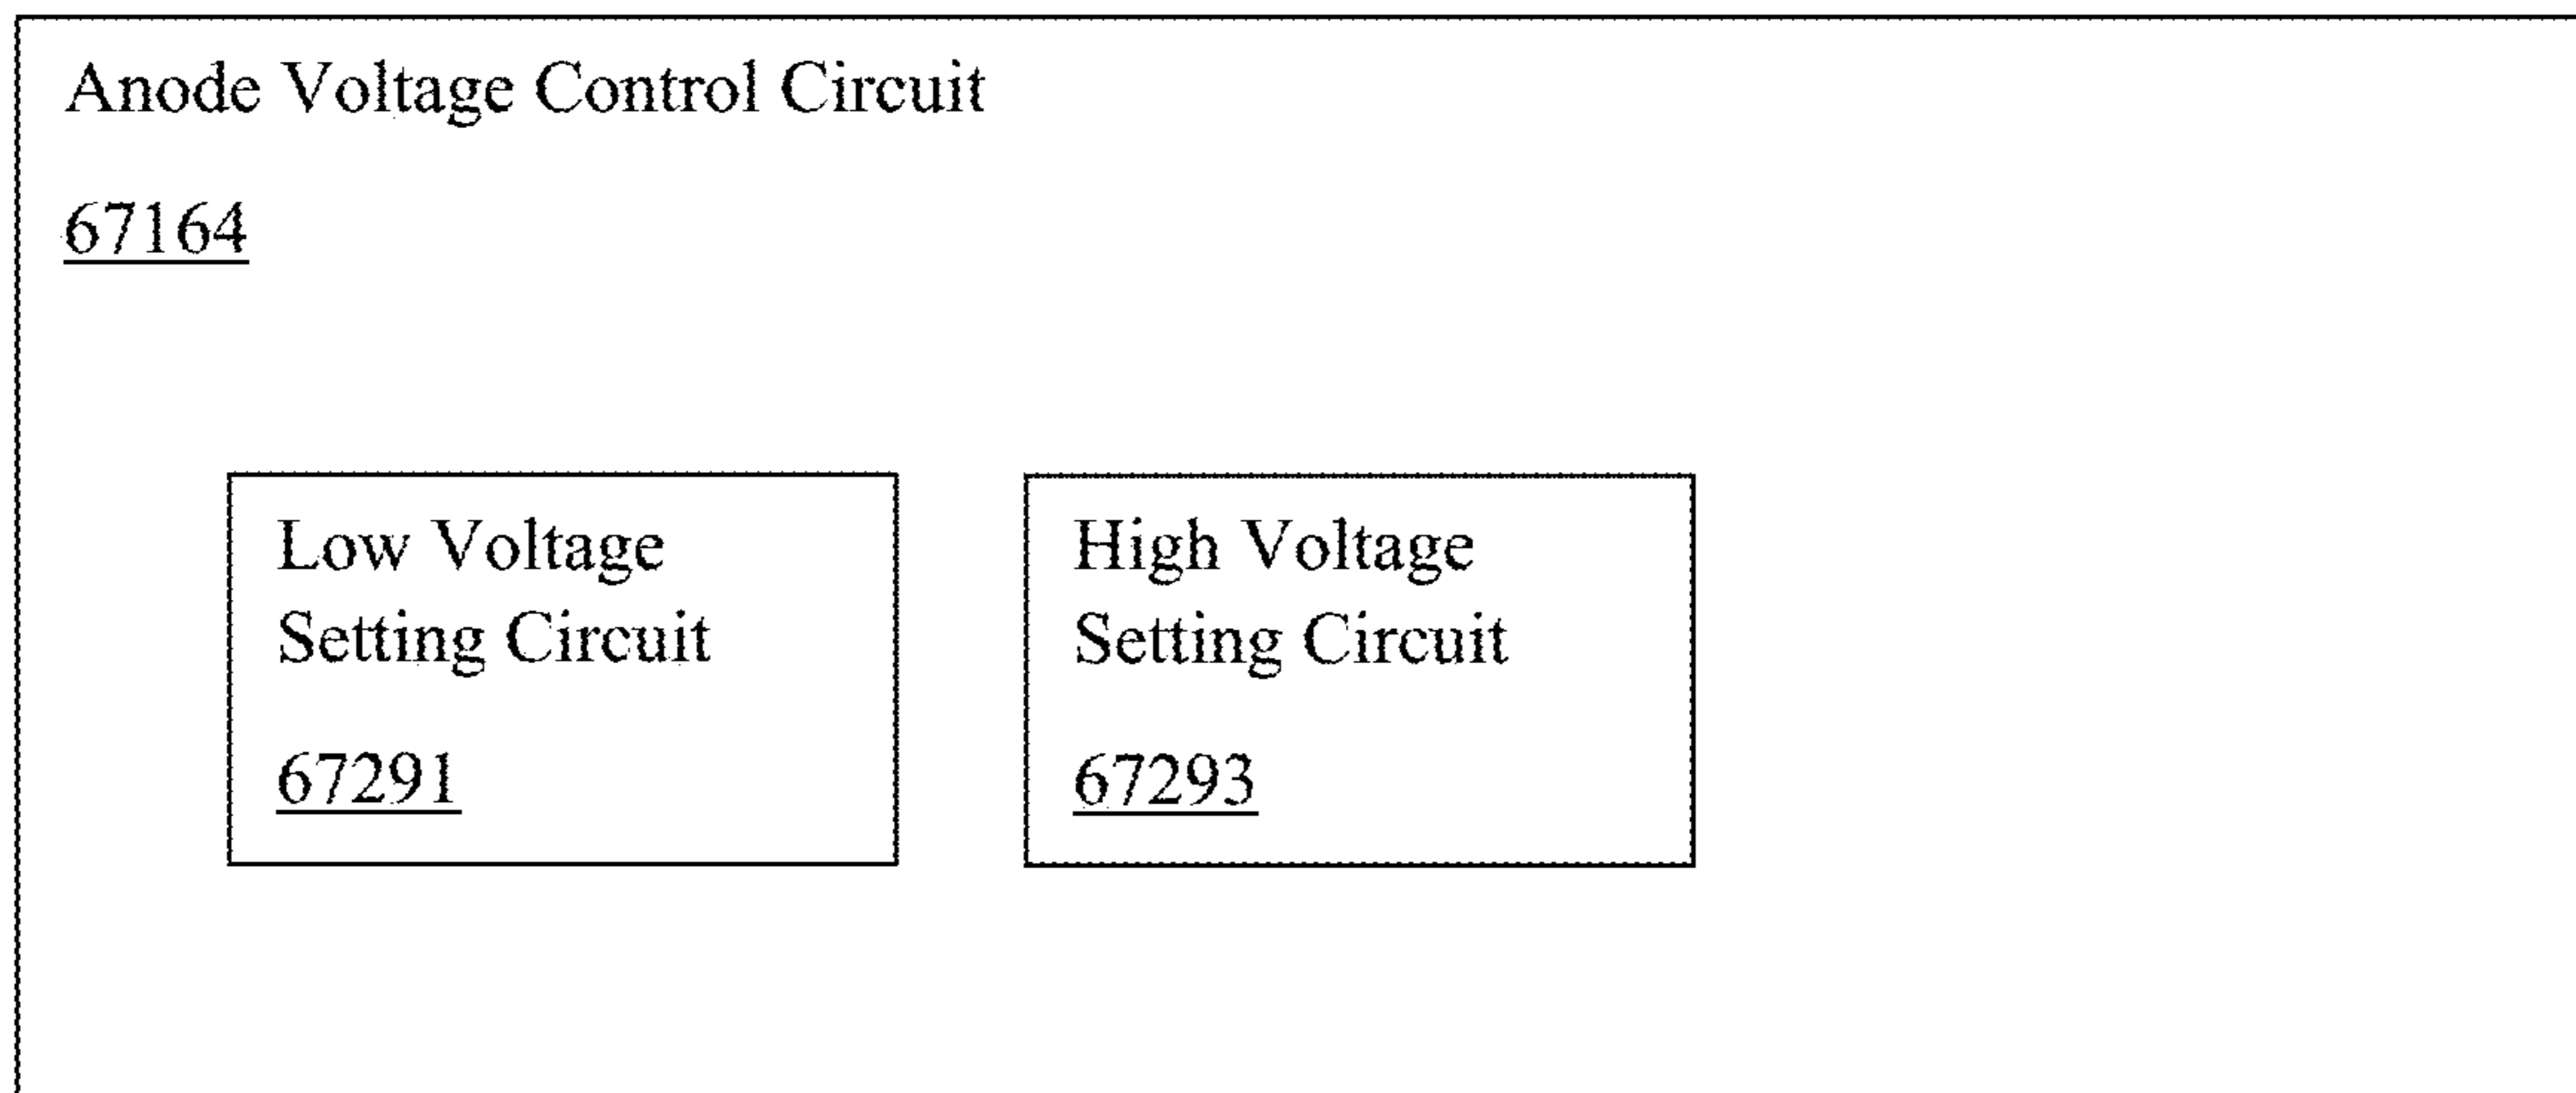 Anode Voltage Control Circuit
67164
Low Voltage
Setting Circuit
67291
High Voltage
Setting Circuit
67293